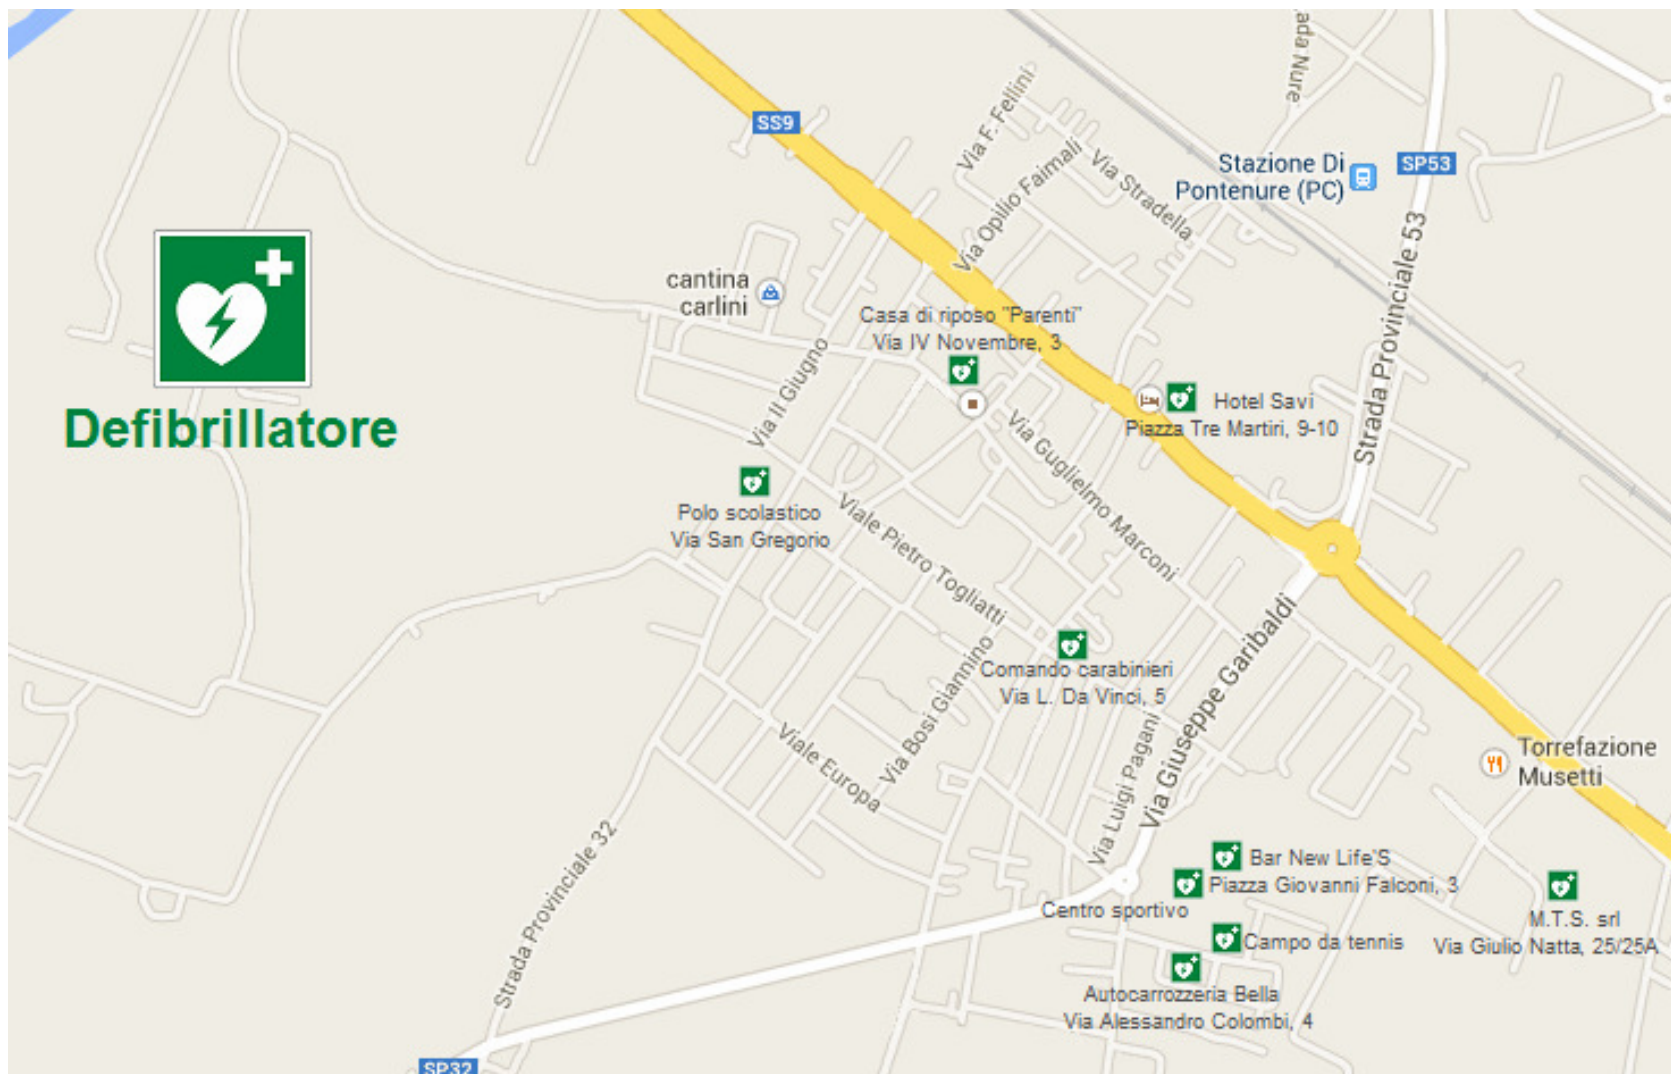 SS9
Via F. Fellini
Via Opilio Faimali
Via Stradella
ada Nure
Stazione Di
Pontenure (PC)
SP53
Strada Provinciale 53
cantina
carlini
Casa di riposo "Parenti"
Via IV Novembre, 3
Defibrillatore
Via II Giugno
Hotel Savi
Piazza Tre Martiri, 9-10
Via Guglielmo Marconi
Polo scolastico
Via San Gregorio
Viale Pietro Togliatti
Comando carabinieri
Via L. Da Vinci, 5
Via Giuseppe Garibaldi
Via Bosi Giannino
Viale Europa
Via Luigi Pagani
Torrefazione
Musetti
Strada Provinciale 32
Bar New Life'S
Piazza Giovanni Falconi, 3
Centro sportivo
Campo da tennis
M.T.S. srl
Via Giulio Natta, 25/25A
Autocarrozzeria Bella
Via Alessandro Colombi, 4
SP32